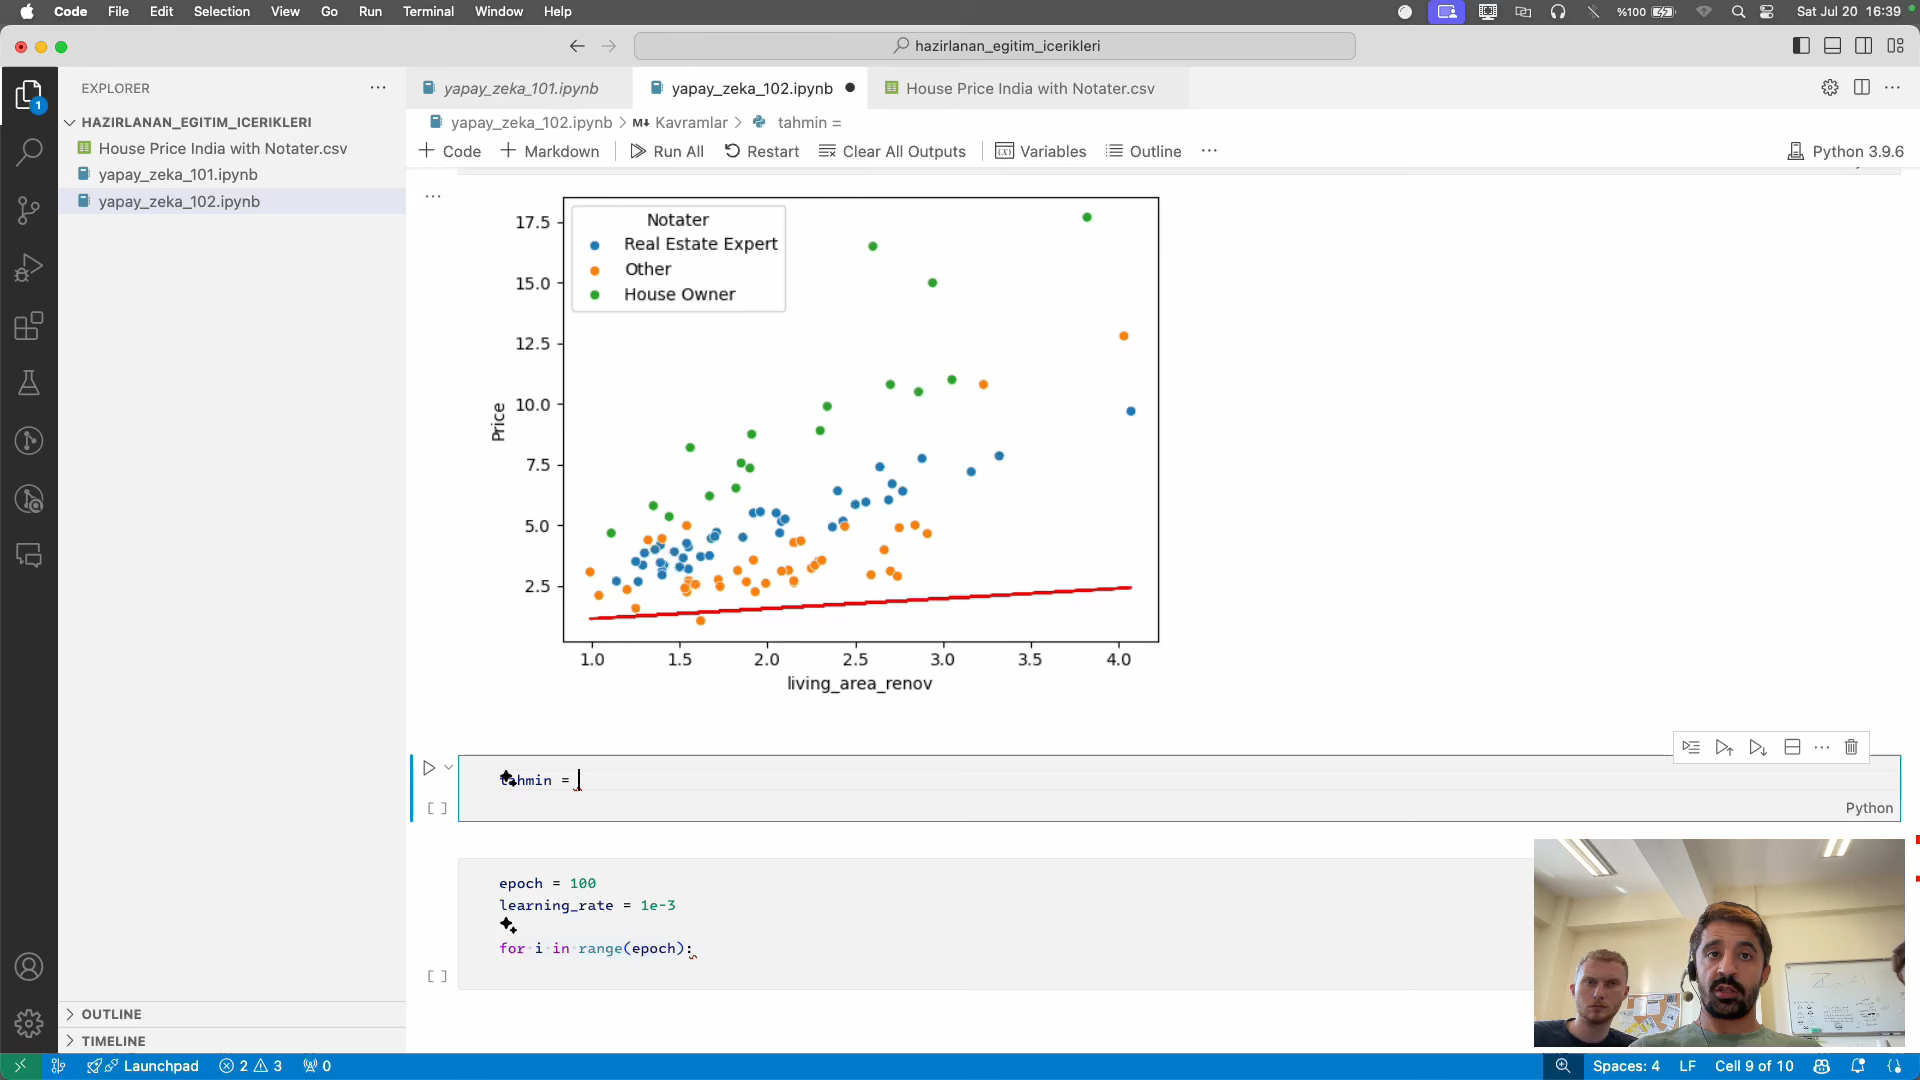 Code File Edit Selection View Go Run Terminal Window Help
%100
Sat Jul 20 16:39
hazirlanan_egitim_icerikleri
EXPLORER
yapay_zeka_101.ipynb
yapay_zeka_102.ipynb
House Price India with Notater.csv
HAZIRLANAN_EGITIM_ICERIKLERI
House Price India with Notater.csv
yapay_zeka_101.ipynb
yapay_zeka_102.ipynb
1
yapay_zeka_102.ipynb > M↓ Kavramlar > tahmin =
+ Code + Markdown Run All Restart Clear All Outputs Variables Outline
Python 3.9.6
Notater
Real Estate Expert
Other
House Owner
17.5
15.0
12.5
10.0
7.5
5.0
2.5
Price
1.0 1.5 2.0 2.5 3.0 3.5 4.0
living_area_renov
tahmin =
[ ]
Python
epoch = 100
learning_rate = 1e-3
for i in range(epoch):
[ ]
OUTLINE
TIMELINE
Launchpad
2
3
0
Spaces: 4
LF
Cell 9 of 10